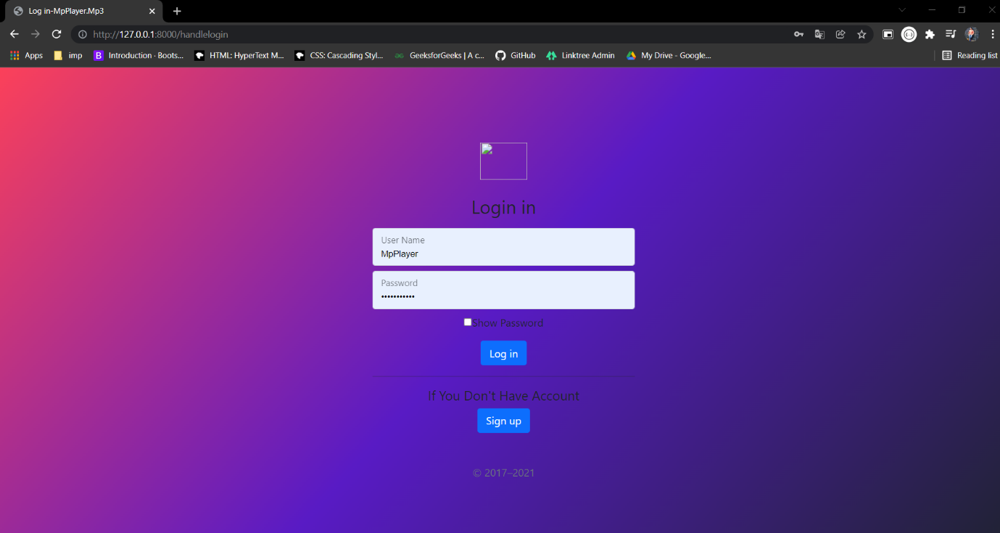 Log in-MpPlayer.Mp3
http://127.0.0.1:8000/handlelogin
Apps imp Introduction · Boots... HTML: HyperText M... CSS: Cascading Styl... GeeksforGeeks | A c... GitHub Linktree Admin My Drive - Google... Reading list
Login in
User Name
MpPlayer
Password
•••••••••••
Show Password
Log in
If You Don't Have Account
Sign up
© 2017–2021